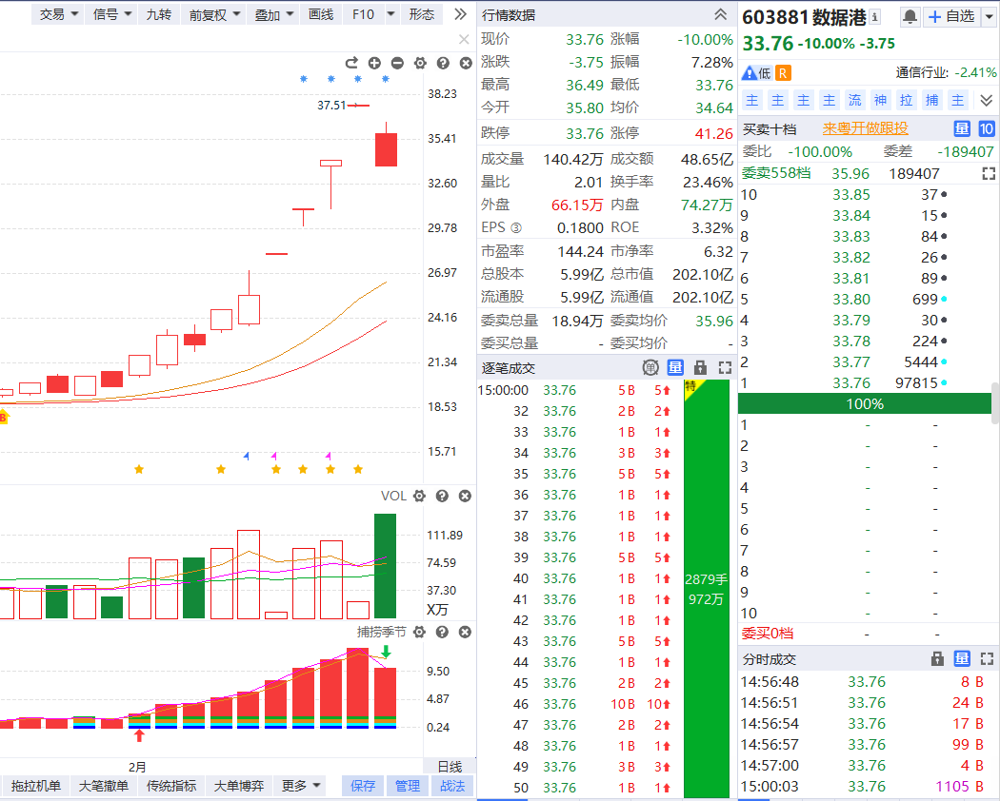 交易 信号 九转 前复权 叠加 画线 F10 形态
38.23
37.51
35.41
32.60
29.78
26.97
24.16
21.34
18.53
15.71
B
VOL
111.89
74.59
37.30
X万
捕捞季节
9.50
4.87
0.24
2月 日线
拖拉机单 大笔撤单 传统指标 大单博弈 更多 保存 管理 战法
行情数据
现价 33.76 涨幅 -10.00%
涨跌 -3.75 振幅 7.28%
最高 36.49 最低 33.76
今开 35.80 均价 34.64
跌停 33.76 涨停 41.26
成交量 140.42万 成交额 48.65亿
量比 2.01 换手率 23.46%
外盘 66.15万 内盘 74.27万
EPS ③ 0.1800 ROE 3.32%
市盈率 144.24 市净率 6.32
总股本 5.99亿 总市值 202.10亿
流通股 5.99亿 流通值 202.10亿
委卖总量 18.94万 委卖均价 35.96
委买总量 - 委买均价 -
逐笔成交 单 量
15:00:00 33.76 5 B 5
32 33.76 2 B 2
33 33.76 1 B 1
34 33.76 3 B 3
35 33.76 5 B 5
36 33.76 1 B 1
37 33.76 1 B 1
38 33.76 1 B 1
39 33.76 5 B 5
40 33.76 1 B 1
41 33.76 1 B 1
42 33.76 1 B 1
43 33.76 5 B 5
44 33.76 1 B 1
45 33.76 2 B 2
46 33.76 10 B 10
47 33.76 2 B 2
48 33.76 1 B 1
49 33.76 3 B 3
50 33.76 1 B 1
特
2879手
972万
603881 数据港 i 自选
33.76 -10.00% -3.75
低 R 通信行业: -2.41%
主 主 主 主 流 神 拉 捕 主
买卖十档 来粤开做跟投 量 10
委比 -100.00% 委差 -189407
委卖558档 35.96 189407
10 33.85 37
9 33.84 15
8 33.83 84
7 33.82 26
6 33.81 89
5 33.80 699
4 33.79 30
3 33.78 224
2 33.77 5444
1 33.76 97815
100%
1 - -
2 - -
3 - -
4 - -
5 - -
6 - -
7 - -
8 - -
9 - -
10 - -
委买0档 - -
分时成交 量
14:56:48 33.76 8 B
14:56:51 33.76 24 B
14:56:54 33.76 17 B
14:56:57 33.76 99 B
14:57:00 33.76 4 B
15:00:03 33.76 1105 B